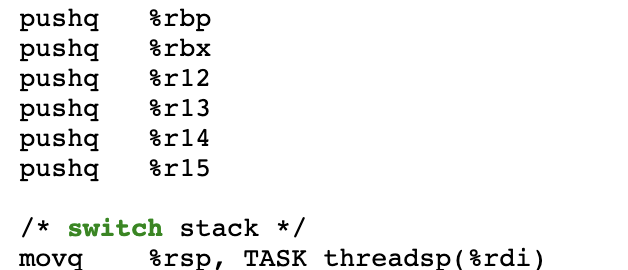 pushq   %rbp
pushq   %rbx
pushq   %r12
pushq   %r13
pushq   %r14
pushq   %r15
/* switch stack */
movq    %rsp, TASK threadsp(%rdi)